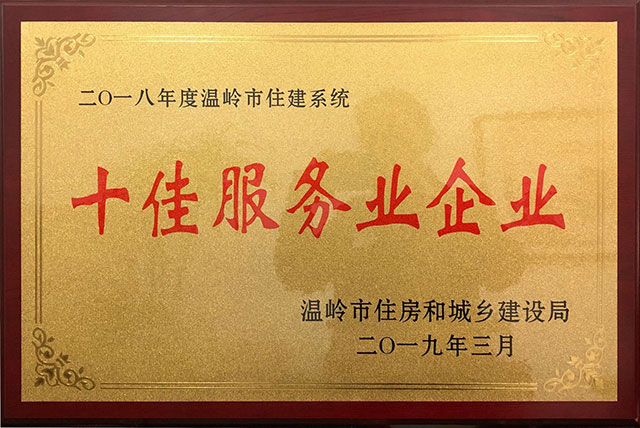 二〇一八年度温岭市住建系统
十佳服务业企业
温岭市住房和城乡建设局
二〇一九年三月